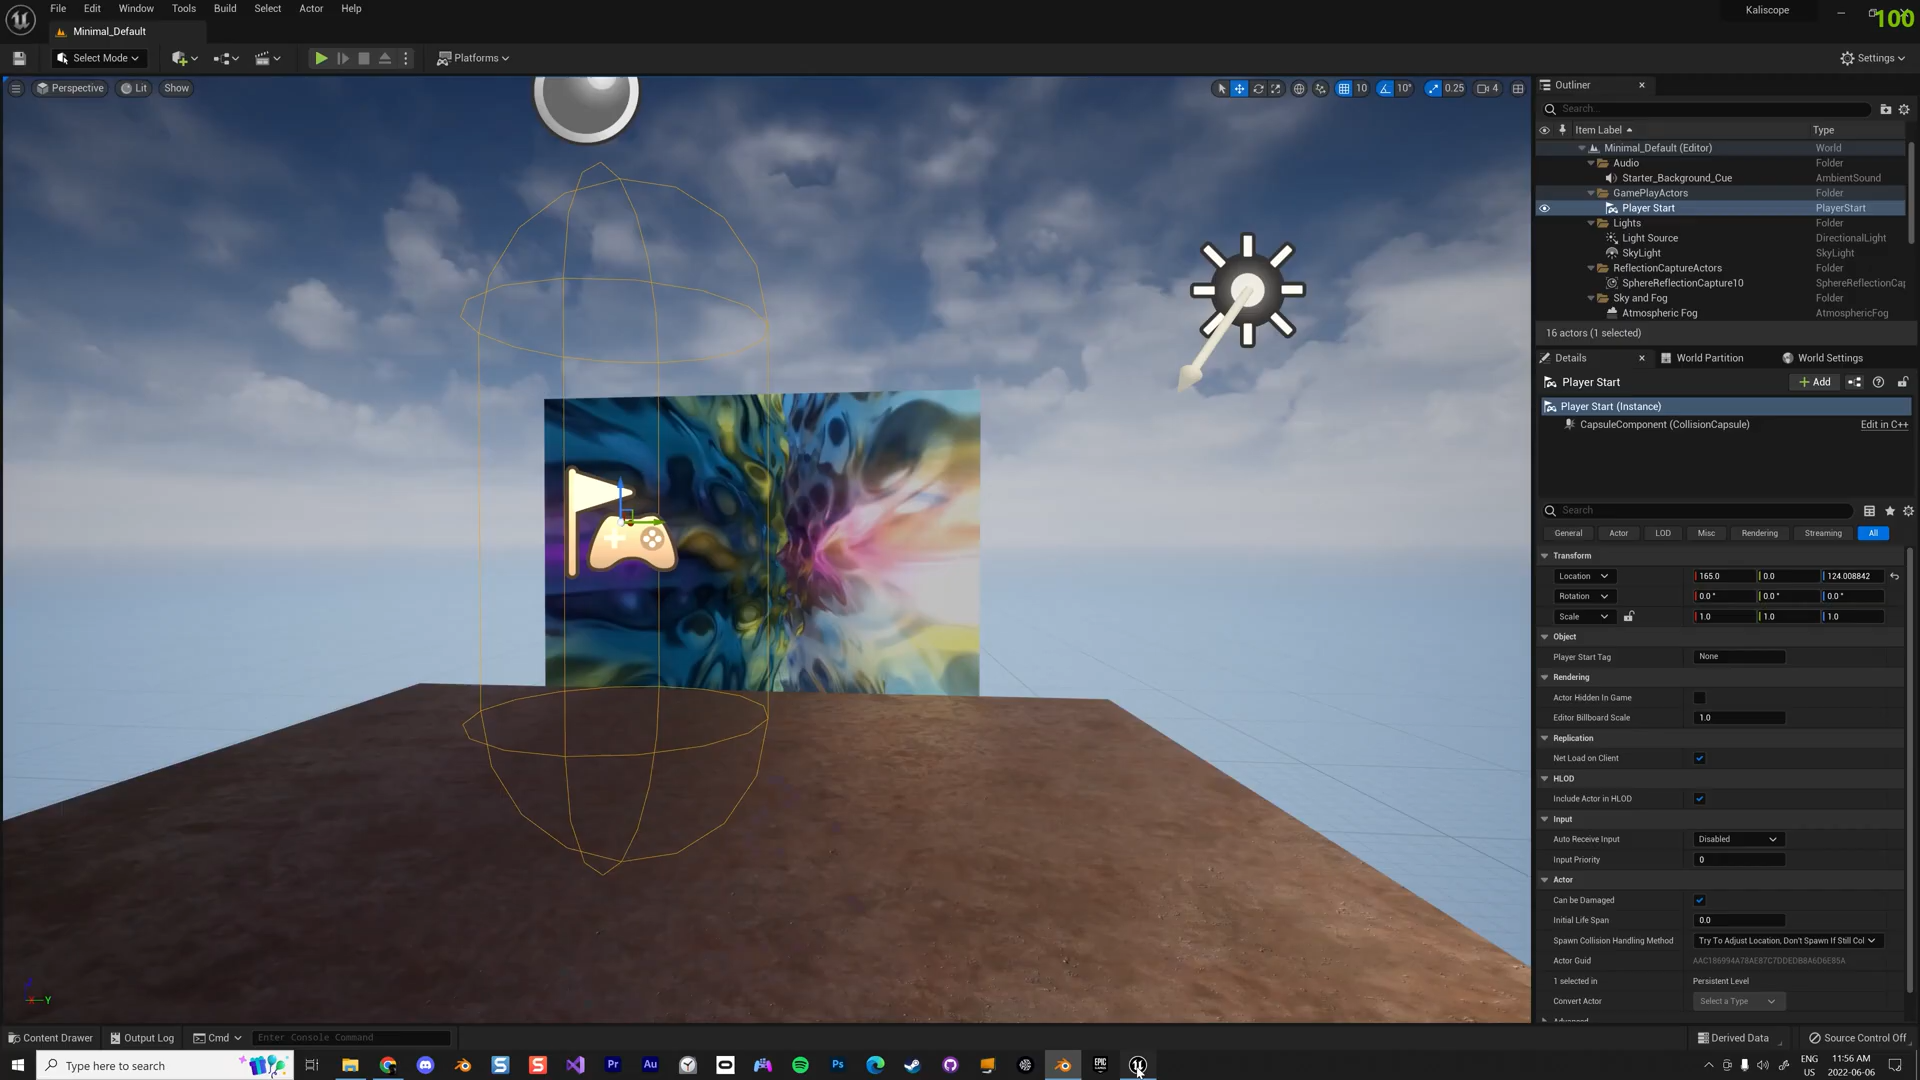 File Edit Window Tools Build Select Actor Help
Kaliscope
100
Minimal_Default
Select Mode
Platforms
Settings
Perspective Lit Show
10 10° 0.25 4
Outliner
Search...
Item Label Type
Minimal_Default (Editor) World
Audio Folder
Starter_Background_Cue AmbientSound
GamePlayActors Folder
Player Start PlayerStart
Lights Folder
Light Source DirectionalLight
SkyLight SkyLight
ReflectionCaptureActors Folder
SphereReflectionCapture10 SphereReflectionCap
Sky and Fog Folder
Atmospheric Fog AtmosphericFog
16 actors (1 selected)
Details World Partition World Settings
Player Start
Add
Player Start (Instance)
CapsuleComponent (CollisionCapsule) Edit in C++
Search
General Actor LOD Misc Rendering Streaming All
Transform
Location 165.0 0.0 124.008842
Rotation 0.0 ° 0.0 ° 0.0 °
Scale 1.0 1.0 1.0
Object
Player Start Tag None
Rendering
Actor Hidden In Game
Editor Billboard Scale 1.0
Replication
Net Load on Client
HLOD
Include Actor in HLOD
Input
Auto Receive Input Disabled
Input Priority 0
Actor
Can be Damaged
Initial Life Span 0.0
Spawn Collision Handling Method Try To Adjust Location, Don't Spawn If Still Col
Actor Guid
1 selected in Persistent Level
Convert Actor Select a Type
Advanced
Y
Content Drawer Output Log Cmd Enter Console Command
Derived Data Source Control Off
Type here to search
Pr Au Ps EPIC GAMES
ENG US
11:56 AM
2022-06-06